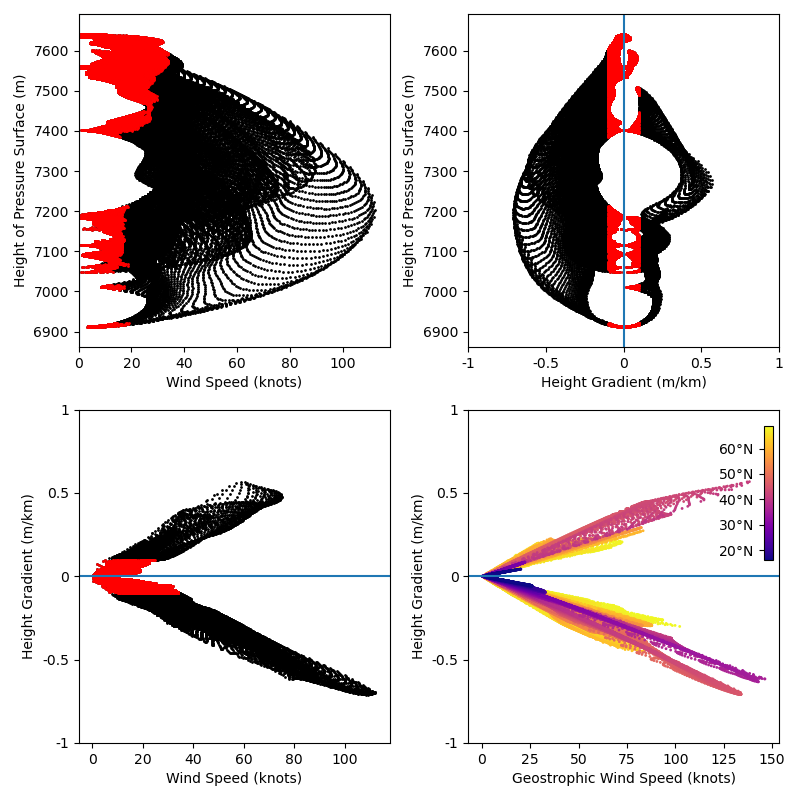 Height of Pressure Surface (m)
7600
7500
7400
7300
7200
7100
7000
6900
0 20 40 60 80 100
Wind Speed (knots)
Height of Pressure Surface (m)
7600
7500
7400
7300
7200
7100
7000
6900
-1 -0.5 0 0.5 1
Height Gradient (m/km)
Height Gradient (m/km)
1
0.5
0
-0.5
-1
0 20 40 60 80 100
Wind Speed (knots)
Height Gradient (m/km)
1
0.5
0
-0.5
-1
60°N
50°N
40°N
30°N
20°N
0 25 50 75 100 125 150
Geostrophic Wind Speed (knots)